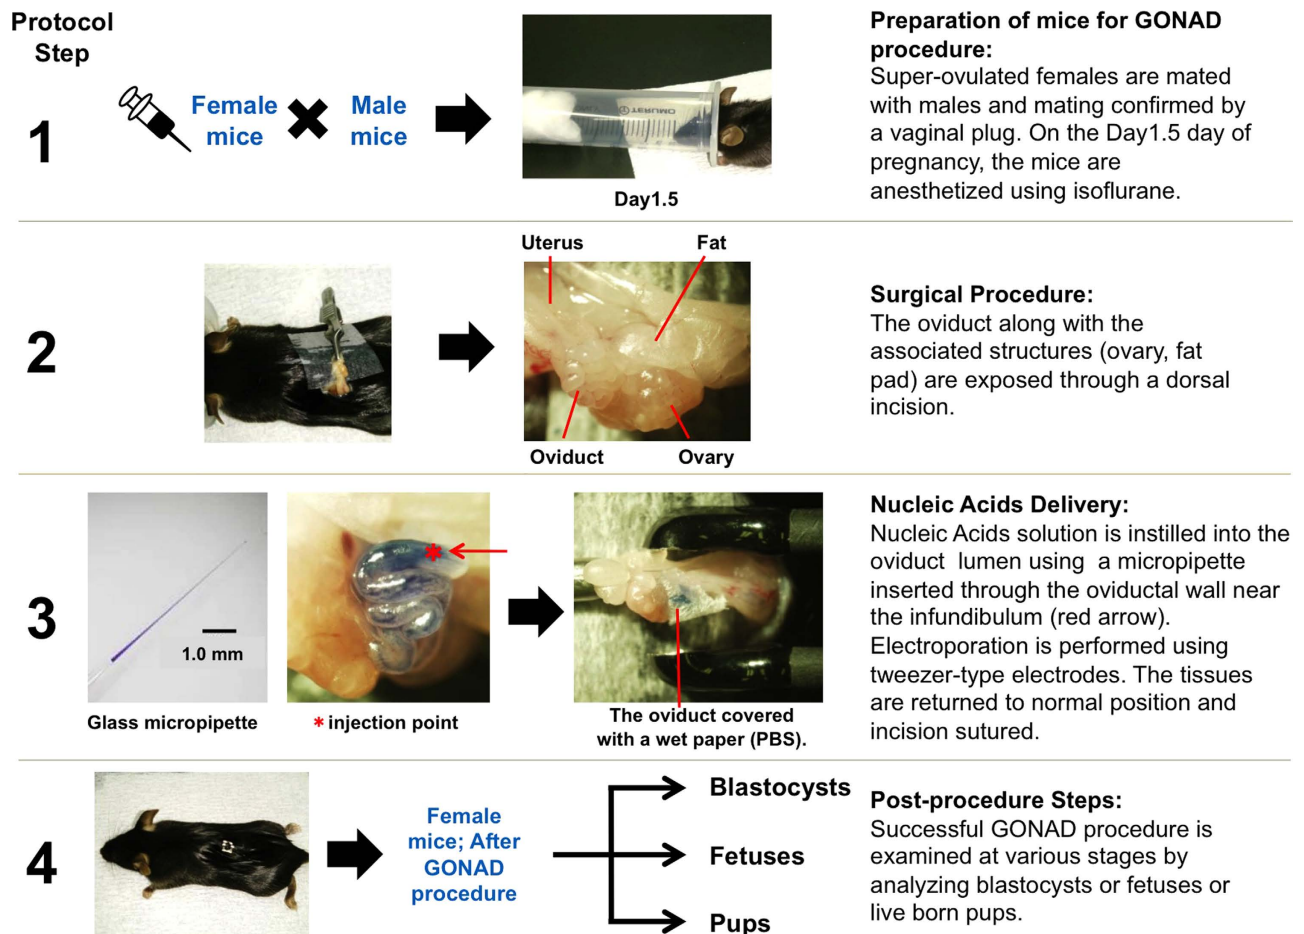 Protocol
Step
1
Female
mice
Male
mice
TERUMO
Day1.5
Preparation of mice for GONAD
procedure:
Super-ovulated females are mated
with males and mating confirmed by
a vaginal plug. On the Day1.5 day of
pregnancy, the mice are
anesthetized using isoflurane.
2
Uterus
Fat
Oviduct
Ovary
Surgical Procedure:
The oviduct along with the
associated structures (ovary, fat
pad) are exposed through a dorsal
incision.
3
1.0 mm
Glass micropipette
* injection point
The oviduct covered
with a wet paper (PBS).
Nucleic Acids Delivery:
Nucleic Acids solution is instilled into the
oviduct lumen using a micropipette
inserted through the oviductal wall near
the infundibulum (red arrow).
Electroporation is performed using
tweezer-type electrodes. The tissues
are returned to normal position and
incision sutured.
4
Female
mice; After
GONAD
procedure
Blastocysts
Fetuses
Pups
Post-procedure Steps:
Successful GONAD procedure is
examined at various stages by
analyzing blastocysts or fetuses or
live born pups.